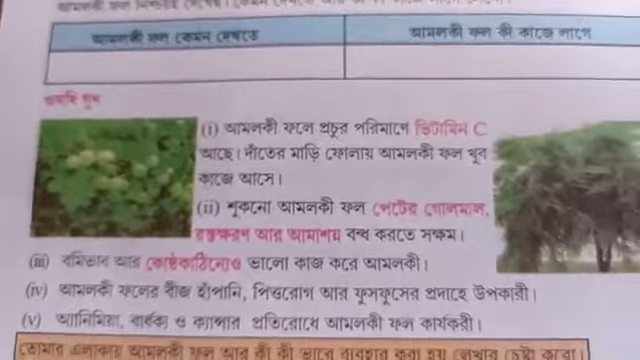 আমলকী ফল কেমন দেখতে
আমলকী ফল কী কাজে লাগে
ঔষধি গুণ
(i) আমলকী ফলে প্রচুর পরিমাণে ভিটামিন C
আছে। দাঁতের মাড়ি ফোলায় আমলকী ফল খুব
কাজে আসে।
(ii) শুকনো আমলকী ফল পেটের গোলমাল,
রক্তক্ষরণ আর আমাশয় বন্ধ করতে সক্ষম।
(iii) বমিভাব আর কোষ্ঠকাঠিন্যেও ভালো কাজ করে আমলকী।
(iv) আমলকী ফলের বীজ হাঁপানি, পিত্তরোগ আর ফুসফুসের প্রদাহে উপকারী।
(v) অ্যানিমিয়া, বার্ধক্য ও ক্যান্সার প্রতিরোধে আমলকী ফল কার্যকরী।
তোমার এলাকায় আমলকী ফল আর কী কী ভাবে ব্যবহার করা হয় লেখার চেষ্টা করো।